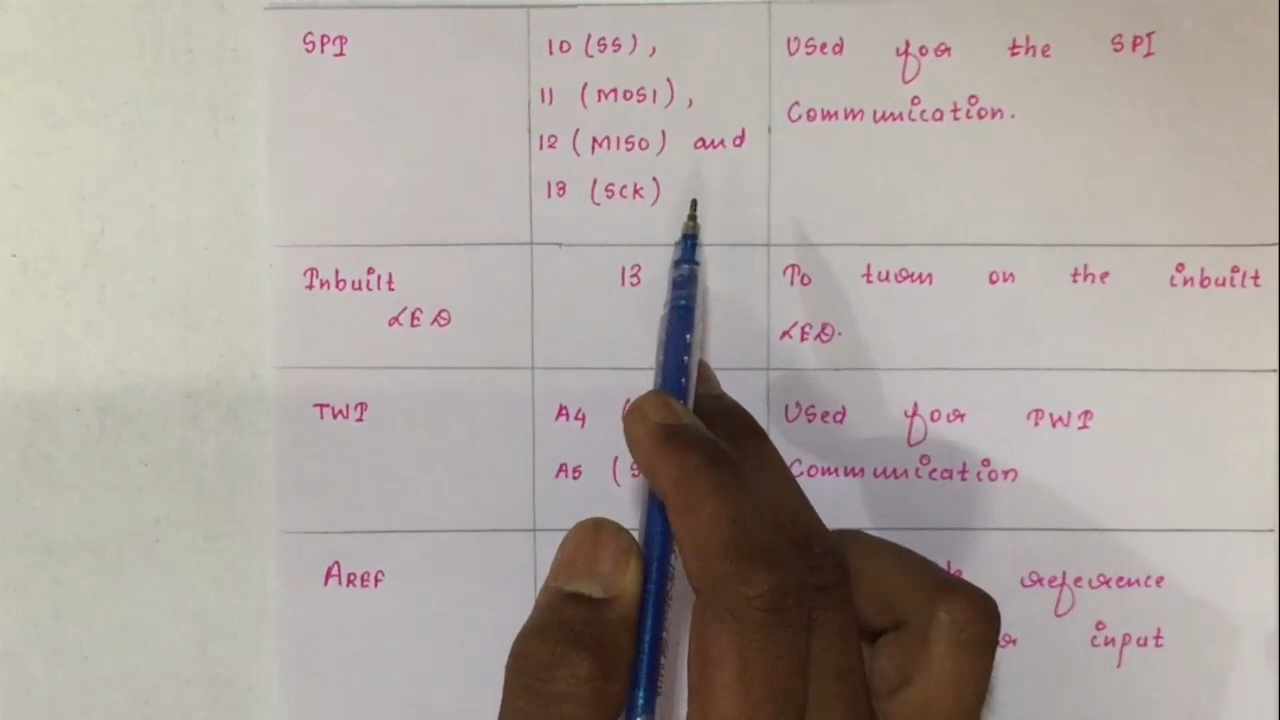 SPI 10 (SS), Used for the SPI
11 (MOSI), Communication.
12 (MISO) and
13 (SCK)
Inbuilt 13 To turn on the inbuilt
LED LED.
TWI A4 ( Used for TWI
A5 (S Communication
AREF reference
input